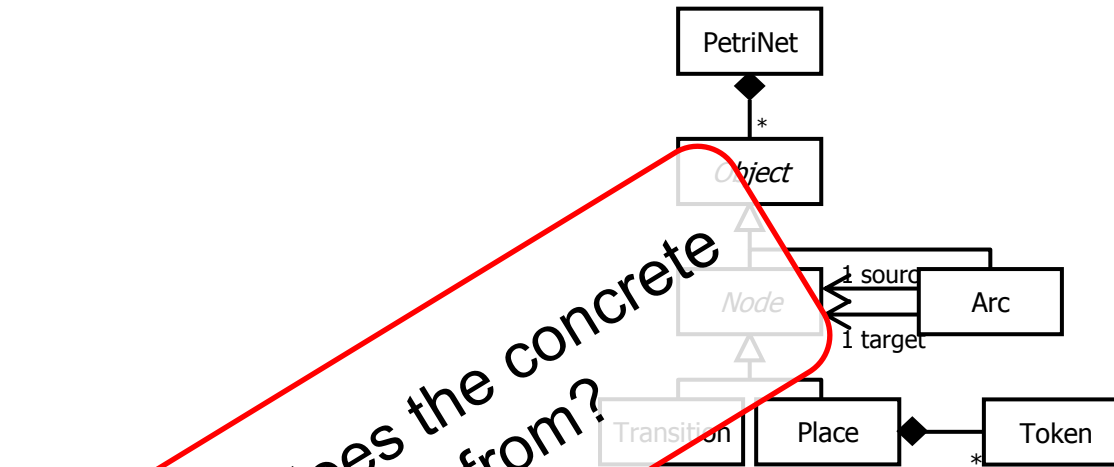 PetriNet
*
Object
1 source
Node
Arc
1 target
the concrete
from?
Transition
Place
Token
*